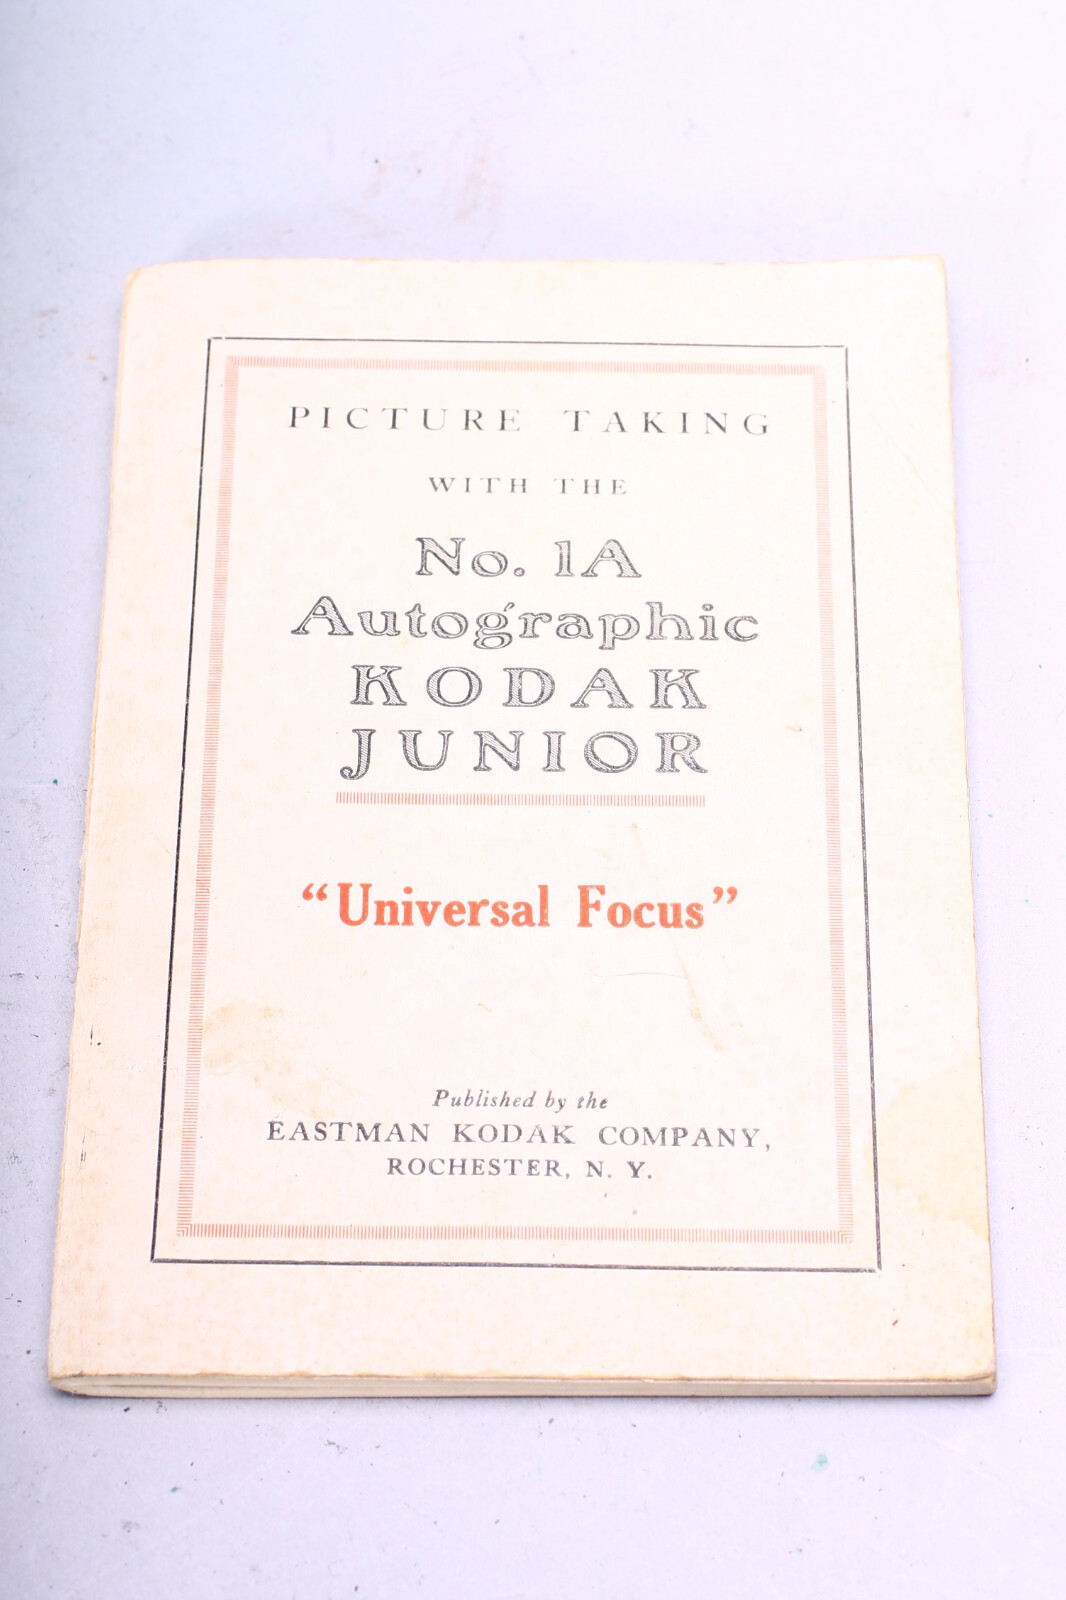 PICTURE TAKING
WITH THE
No. 1A
Autographic
KODAK
JUNIOR
“Universal Focus”
Published by the
EASTMAN KODAK COMPANY,
ROCHESTER, N. Y.